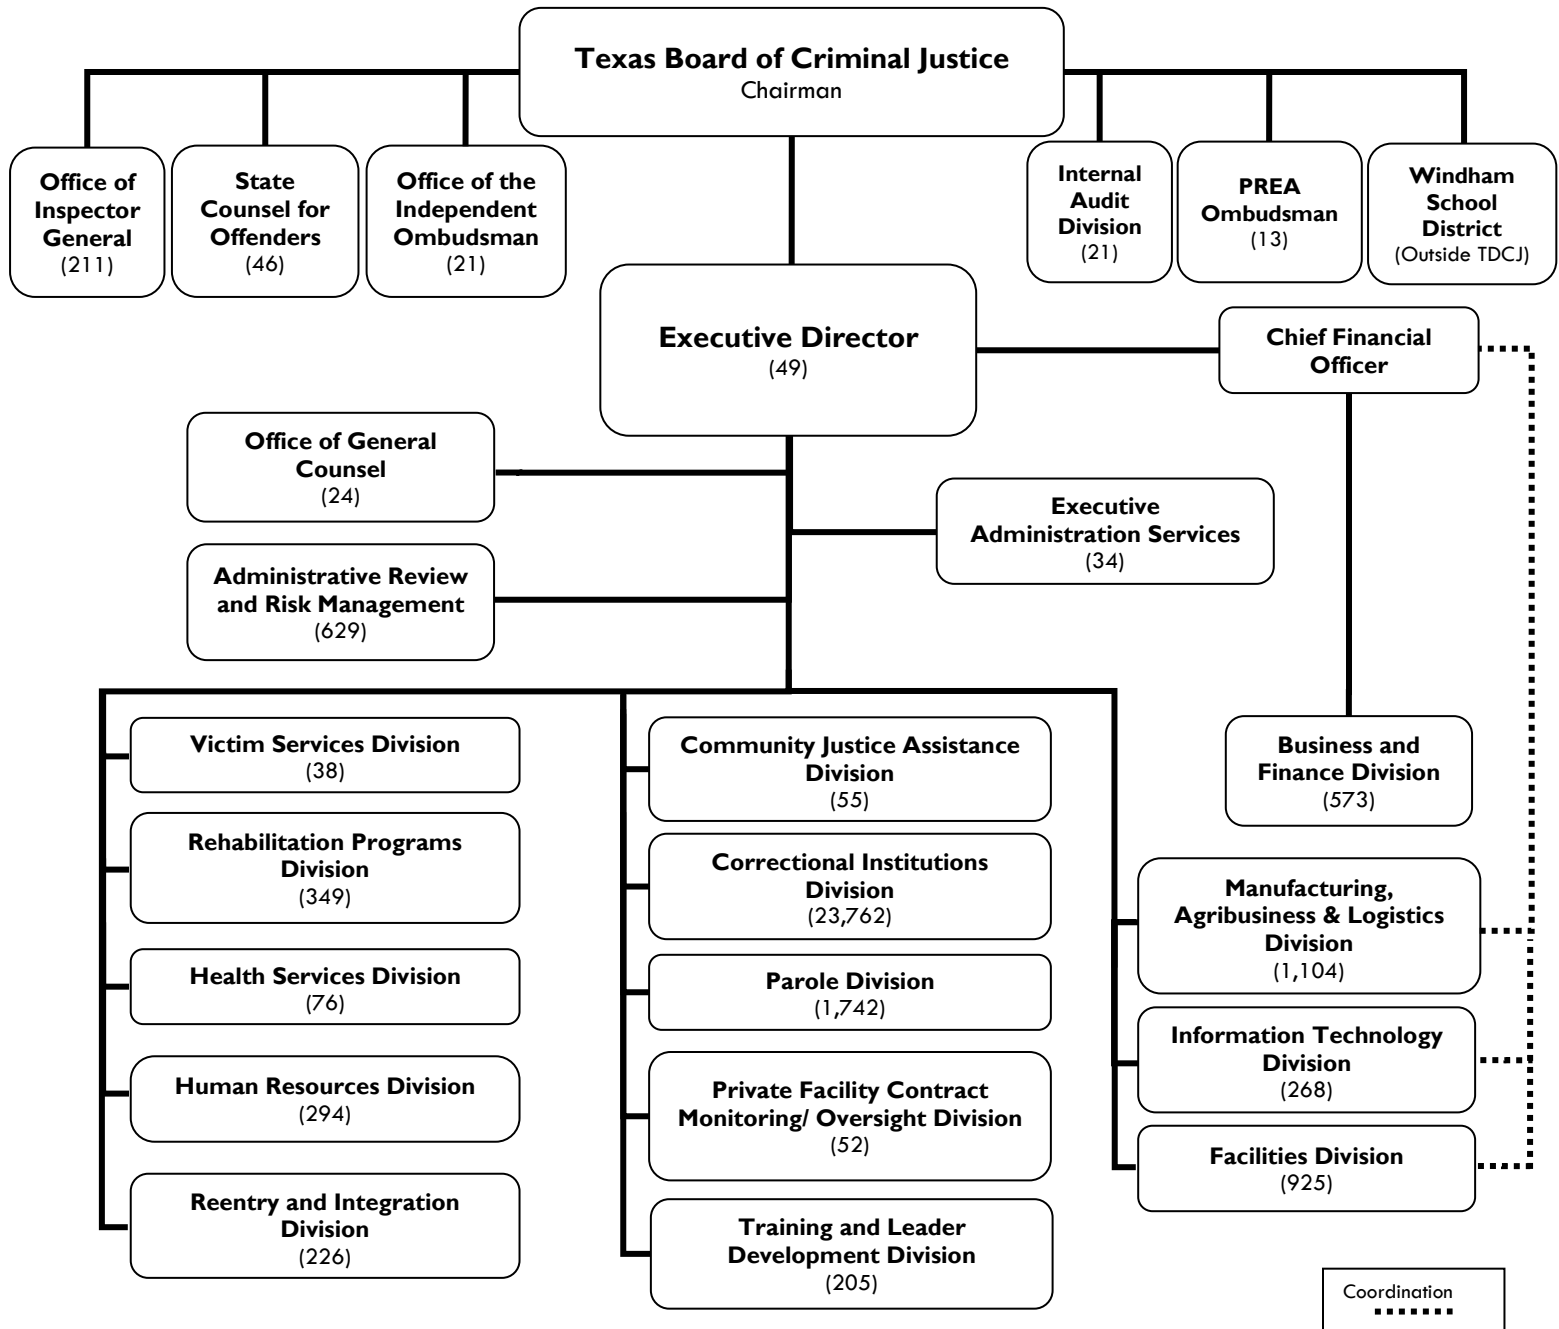 Texas Board of Criminal Justice
Chairman
Office of
Inspector
General
(211)
State
Counsel for
Offenders
(46)
Office of the
Independent
Ombudsman
(21)
Internal
Audit
Division
(21)
PREA
Ombudsman
(13)
Windham
School
District
(Outside TDCJ)
Executive Director
(49)
Chief Financial
Officer
Office of General
Counsel
(24)
Executive
Administration Services
(34)
Administrative Review
and Risk Management
(629)
Victim Services Division
(38)
Rehabilitation Programs
Division
(349)
Health Services Division
(76)
Human Resources Division
(294)
Reentry and Integration
Division
(226)
Community Justice Assistance
Division
(55)
Correctional Institutions
Division
(23,762)
Parole Division
(1,742)
Private Facility Contract
Monitoring/ Oversight Division
(52)
Training and Leader
Development Division
(205)
Business and
Finance Division
(573)
Manufacturing,
Agribusiness & Logistics
Division
(1,104)
Information Technology
Division
(268)
Facilities Division
(925)
Coordination